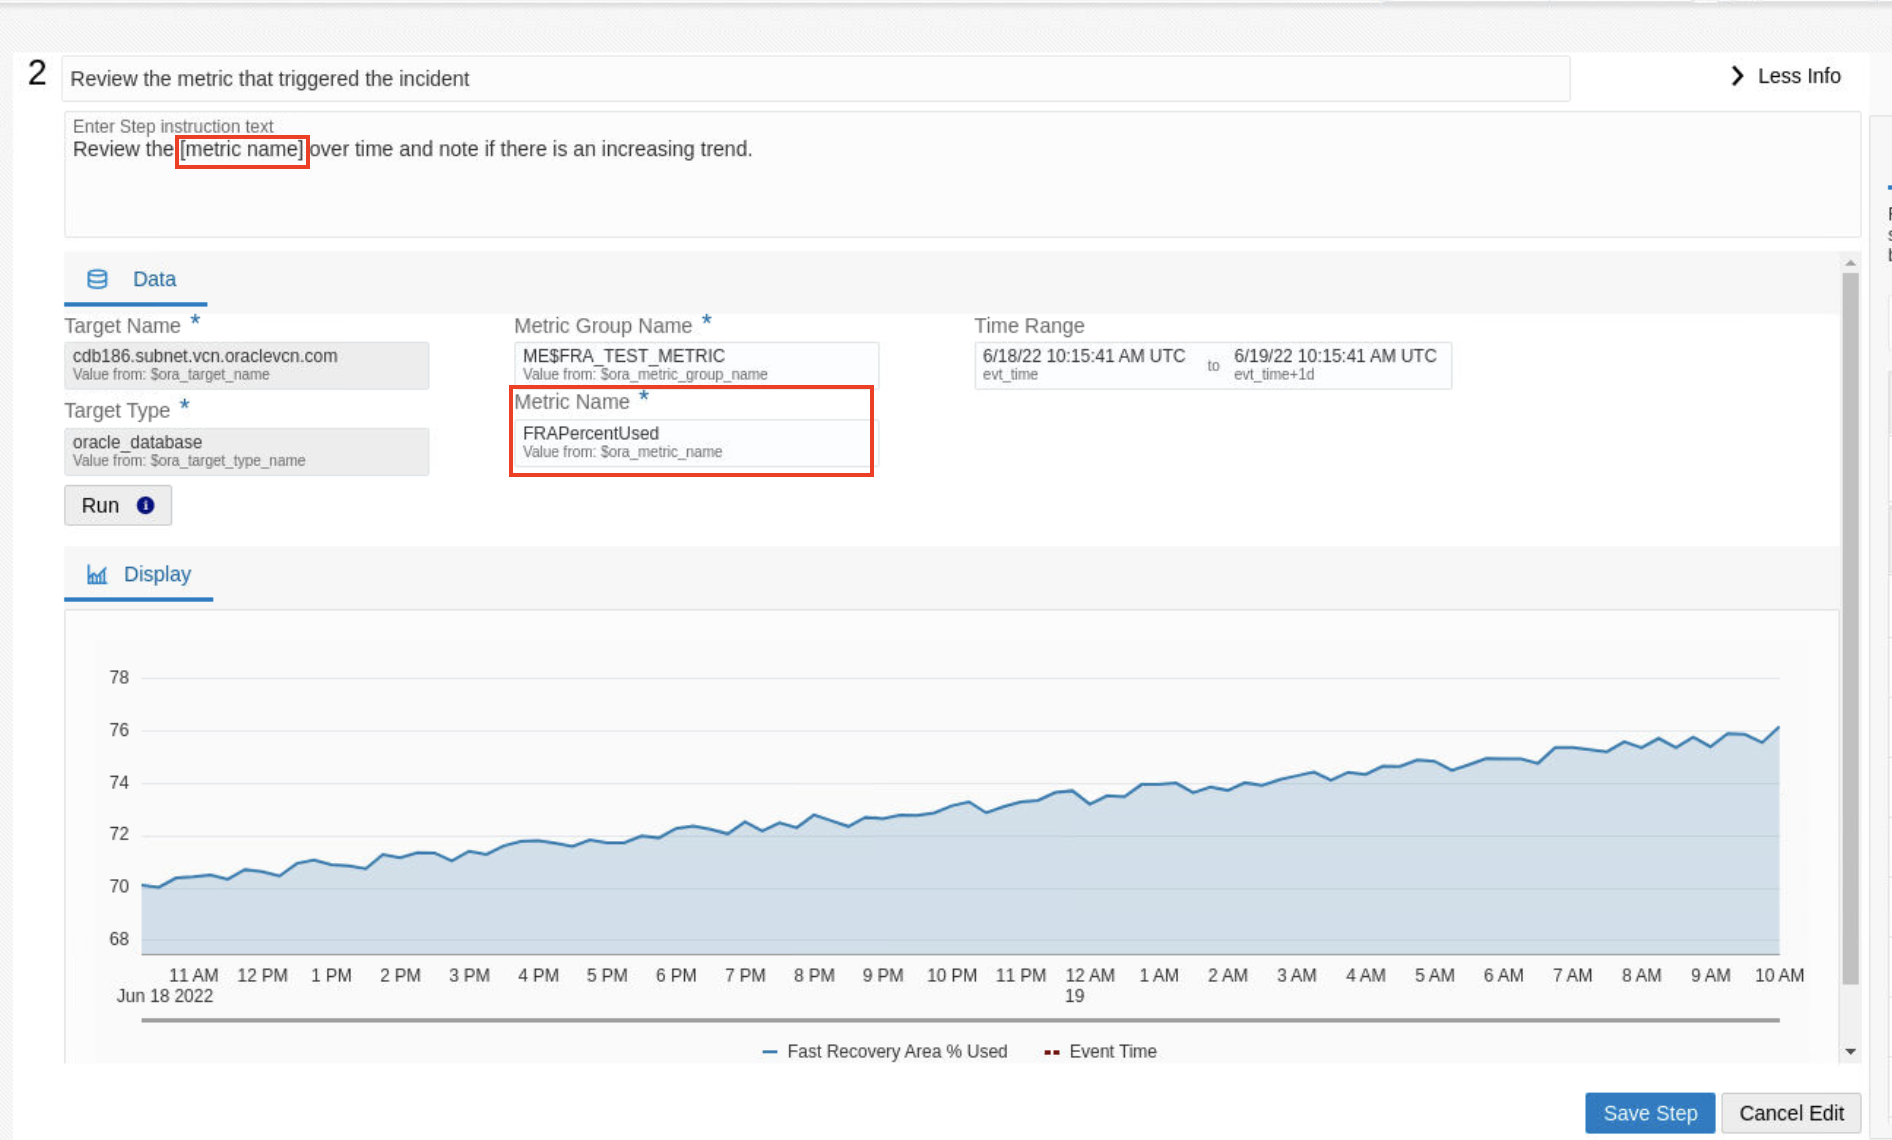 2
Review the metric that triggered the incident
Less Info
Enter Step instruction text
Review the [metric name] over time and note if there is an increasing trend.
Data
Target Name *
cdb186.subnet.vcn.oraclevcn.com
Value from: $ora_target_name
Metric Group Name *
ME$FRA_TEST_METRIC
Value from: $ora_metric_group_name
Time Range
6/18/22 10:15:41 AM UTC to 6/19/22 10:15:41 AM UTC
evt_time evt_time+1d
Target Type *
oracle_database
Value from: $ora_target_type_name
Metric Name *
FRAPercentUsed
Value from: $ora_metric_name
Run
Display
78
76
74
72
70
68
11 AM 12 PM 1 PM 2 PM 3 PM 4 PM 5 PM 6 PM 7 PM 8 PM 9 PM 10 PM 11 PM 12 AM 1 AM 2 AM 3 AM 4 AM 5 AM 6 AM 7 AM 8 AM 9 AM 10 AM
Jun 18 2022 19
Fast Recovery Area % Used Event Time
Save Step Cancel Edit